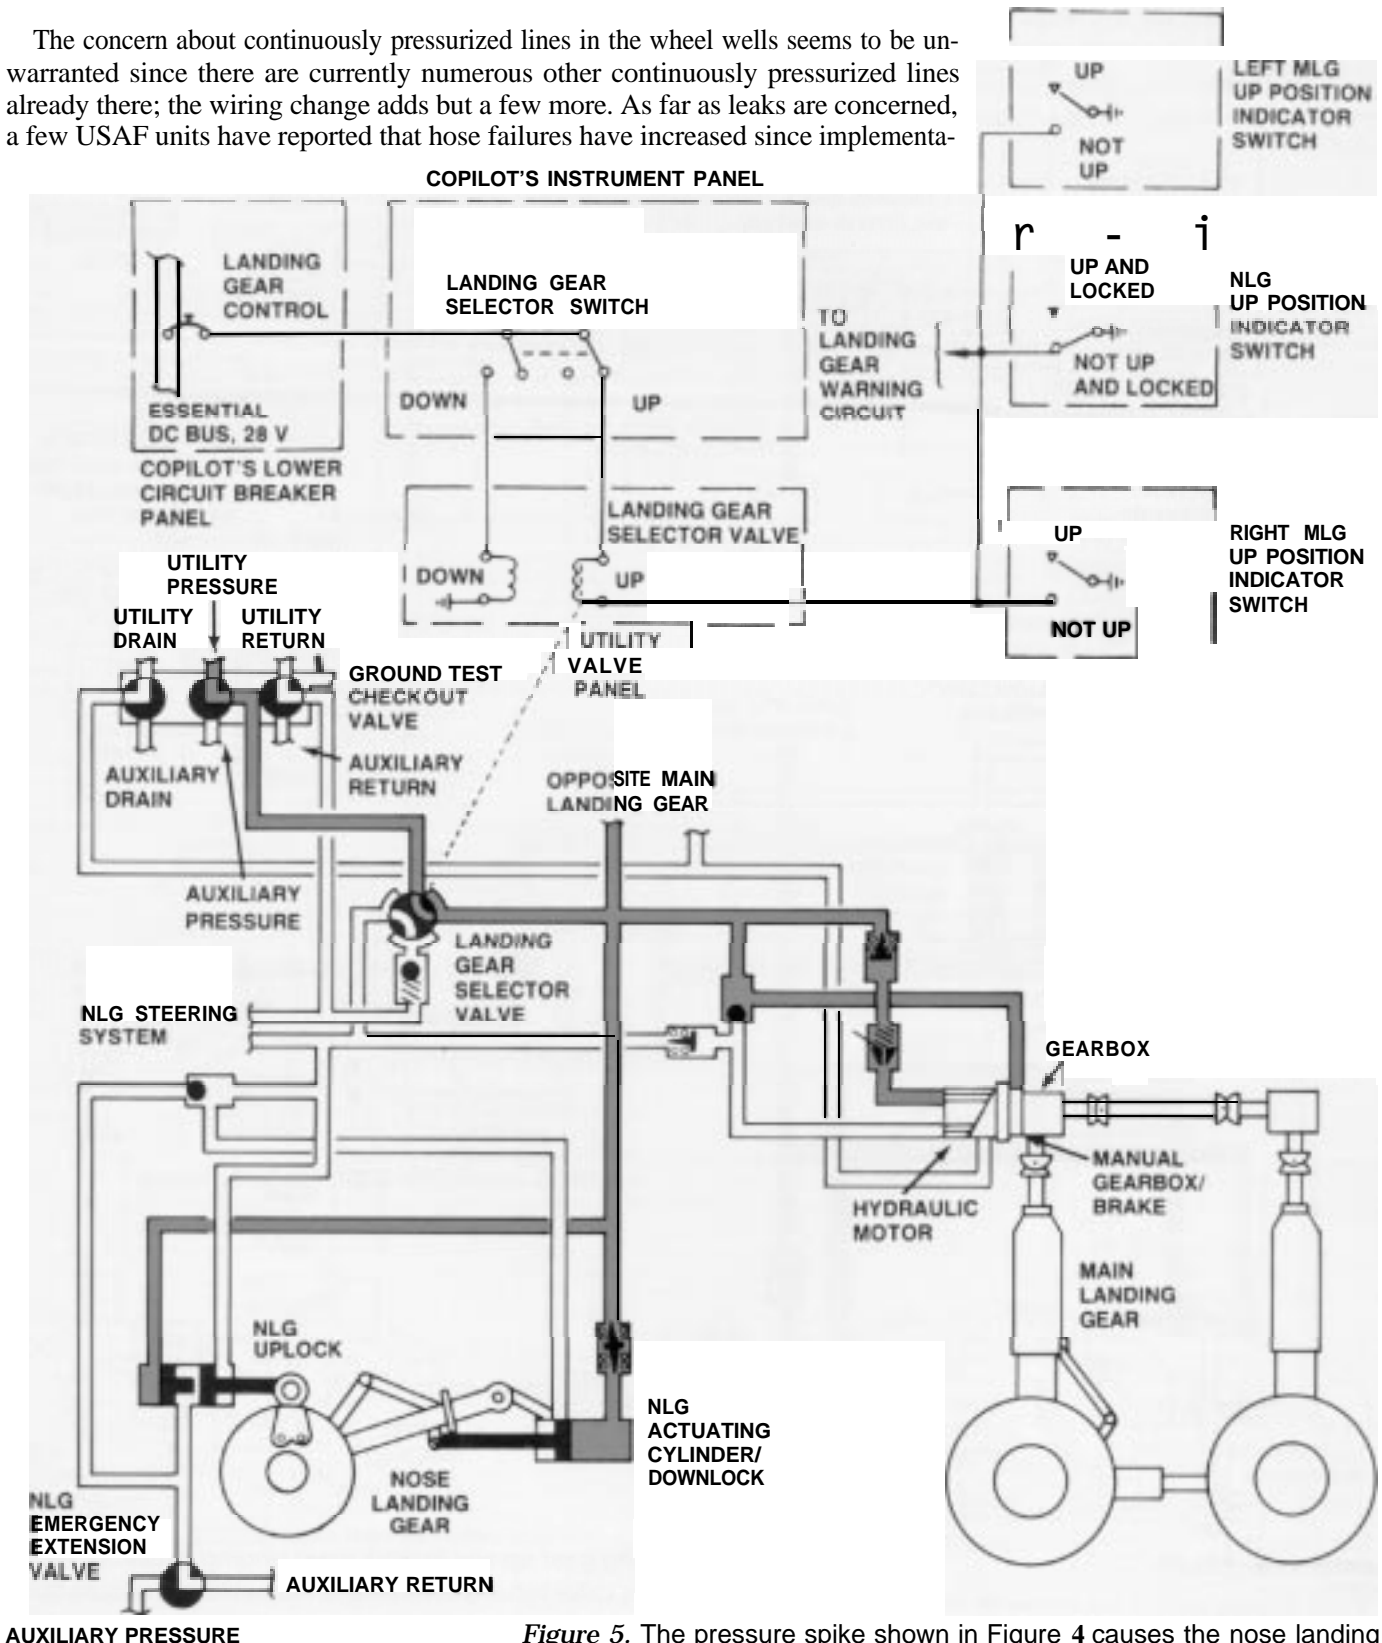 The concern about continuously pressurized lines in the wheel wells seems to be un-
warranted since there are currently numerous other continuously pressurized lines
already there; the wiring change adds but a few more. As far as leaks are concerned,
a few USAF units have reported that hose failures have increased since implementa-
UP
NOT
UP
LEFT MLG
UP POSITION
INDICATOR
SWITCH
COPILOT'S INSTRUMENT PANEL
r - i
LANDING
GEAR
CONTROL
LANDING GEAR
SELECTOR SWITCH
UP AND
LOCKED
NLG
UP POSITION
INDICATOR
SWITCH
TO
LANDING
GEAR
WARNING
CIRCUIT
NOT UP
AND LOCKED
DOWN
UP
ESSENTIAL
DC BUS, 28 V
COPILOT'S LOWER
CIRCUIT BREAKER
PANEL
LANDING GEAR
SELECTOR VALVE
DOWN
UP
UP
NOT UP
RIGHT MLG
UP POSITION
INDICATOR
SWITCH
UTILITY
PRESSURE
UTILITY
DRAIN
UTILITY
RETURN
UTILITY
VALVE
PANEL
GROUND TEST
CHECKOUT
VALVE
AUXILIARY
DRAIN
AUXILIARY
RETURN
OPPOSITE MAIN
LANDING GEAR
AUXILIARY
PRESSURE
LANDING
GEAR
SELECTOR
VALVE
NLG STEERING
SYSTEM
GEARBOX
MANUAL
GEARBOX/
BRAKE
HYDRAULIC
MOTOR
MAIN
LANDING
GEAR
NLG
UPLOCK
NLG
ACTUATING
CYLINDER/
DOWNLOCK
NOSE
LANDING
GEAR
NLG
EMERGENCY
EXTENSION
VALVE
AUXILIARY RETURN
AUXILIARY PRESSURE
Figure 5. The pressure spike shown in Figure 4 causes the nose landing